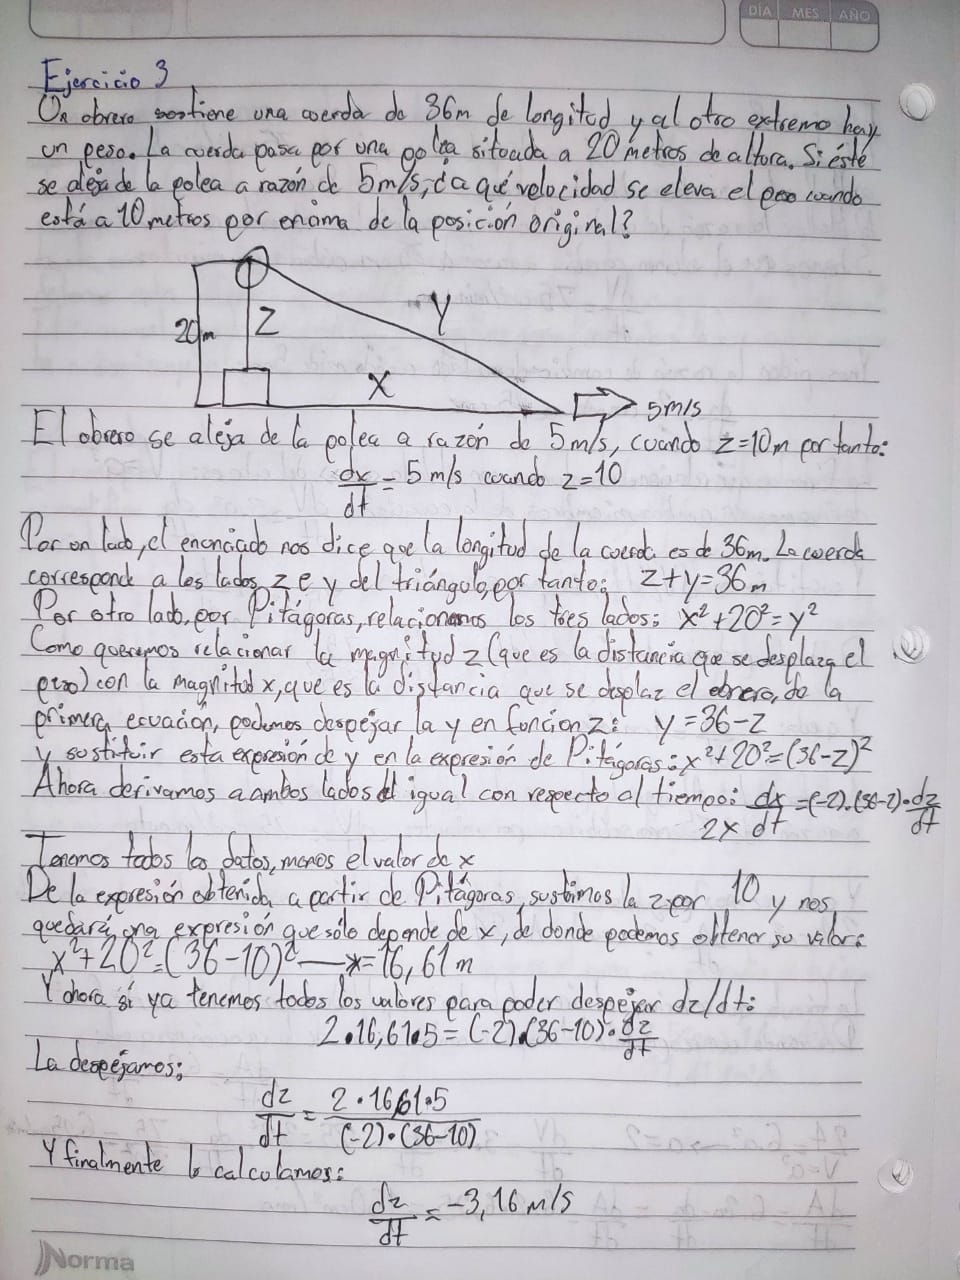 DÍA MES AÑO
Ejercicio 3
Un obrero sostiene una cuerda de 36m de longitud y al otro extremo hay
un peso. La cuerda pasa por una polea situada a 20 metros de altura. Si éste
se aleja de la polea a razón de 5m/s, ¿a qué velocidad se eleva el peso cuando
está a 10 metros por encima de la posición original?
20m Z Y
X 5m/s
El obrero se aleja de la polea a razón de 5m/s, cuando z=10m por tanto:
dx/dt = 5 m/s cuando z=10
Por un lado, el enunciado nos dice que la longitud de la cuerda es de 36m. La cuerda
corresponde a los lados z e y del triángulo, por tanto: z+y=36m
Por otro lado, por Pitágoras, relacionamos los tres lados: x²+20²=y²
Como queremos relacionar la magnitud z (que es la distancia que se desplaza el
peso) con la magnitud x, que es la distancia que se desplaz el obrero, de la
primera ecuación, podemos despejar la y en funcion z: y=36-z
y sustituir esta expresión de y en la expresión de Pitágoras: x²+20²=(36-z)²
Ahora derivamos a ambos lados del igual con respecto al tiempo: 2x dx/dt =(-2)·(36-z)·dz/dt
Tenemos todos los datos, menos el valor de x
De la expresión obtenida a partir de Pitágoras, sustimos la z por 10 y nos
quedará una expresión que sólo depende de x, de donde podemos obtener su valor:
x²+20²=(36-10)² — x=16,61m
Y ahora sí ya tenemos todos los valores para poder despejar dz/dt:
2·16,61·5=(-2)·(36-10)·dz/dt
La despejamos:
dz/dt = 2·16,61·5/(-2)·(36-10)
Y finalmente lo calculamos:
dz/dt = -3,16 m/s
Norma